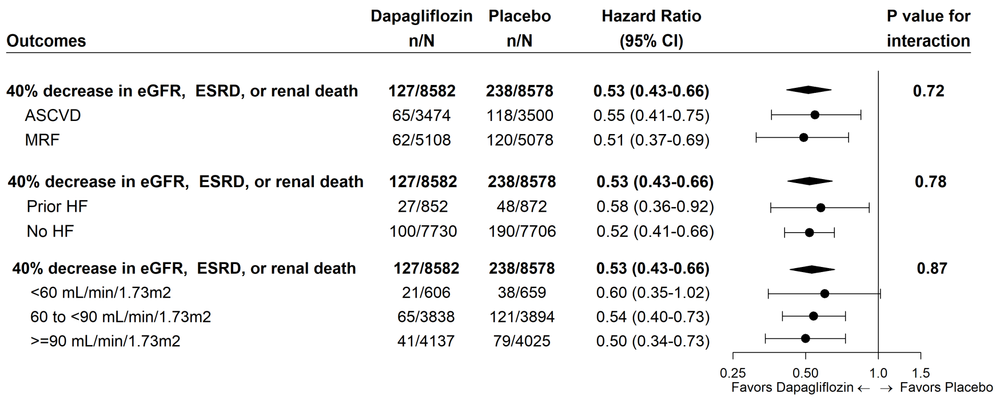 Dapagliflozin Placebo Hazard Ratio P value for
Outcomes n/N n/N (95% CI) interaction
40% decrease in eGFR, ESRD, or renal death 127/8582 238/8578 0.53 (0.43-0.66) 0.72
ASCVD 65/3474 118/3500 0.55 (0.41-0.75)
MRF 62/5108 120/5078 0.51 (0.37-0.69)
40% decrease in eGFR, ESRD, or renal death 127/8582 238/8578 0.53 (0.43-0.66) 0.78
Prior HF 27/852 48/872 0.58 (0.36-0.92)
No HF 100/7730 190/7706 0.52 (0.41-0.66)
40% decrease in eGFR, ESRD, or renal death 127/8582 238/8578 0.53 (0.43-0.66) 0.87
<60 mL/min/1.73m2 21/606 38/659 0.60 (0.35-1.02)
60 to <90 mL/min/1.73m2 65/3838 121/3894 0.54 (0.40-0.73)
>=90 mL/min/1.73m2 41/4137 79/4025 0.50 (0.34-0.73)
0.25 0.50 1.0 1.5
Favors Dapagliflozin ← → Favors Placebo